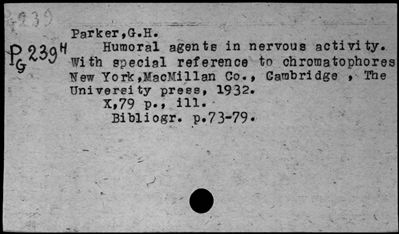 G239
Parker,G.H.
PG 239H
Humoral agents in nervous activity.
With special reference to chromatophores
New York,MacMillan Co., Cambridge , The
University press, 1932.
X,79 p., ill.
Bibliogr. p.73-79.